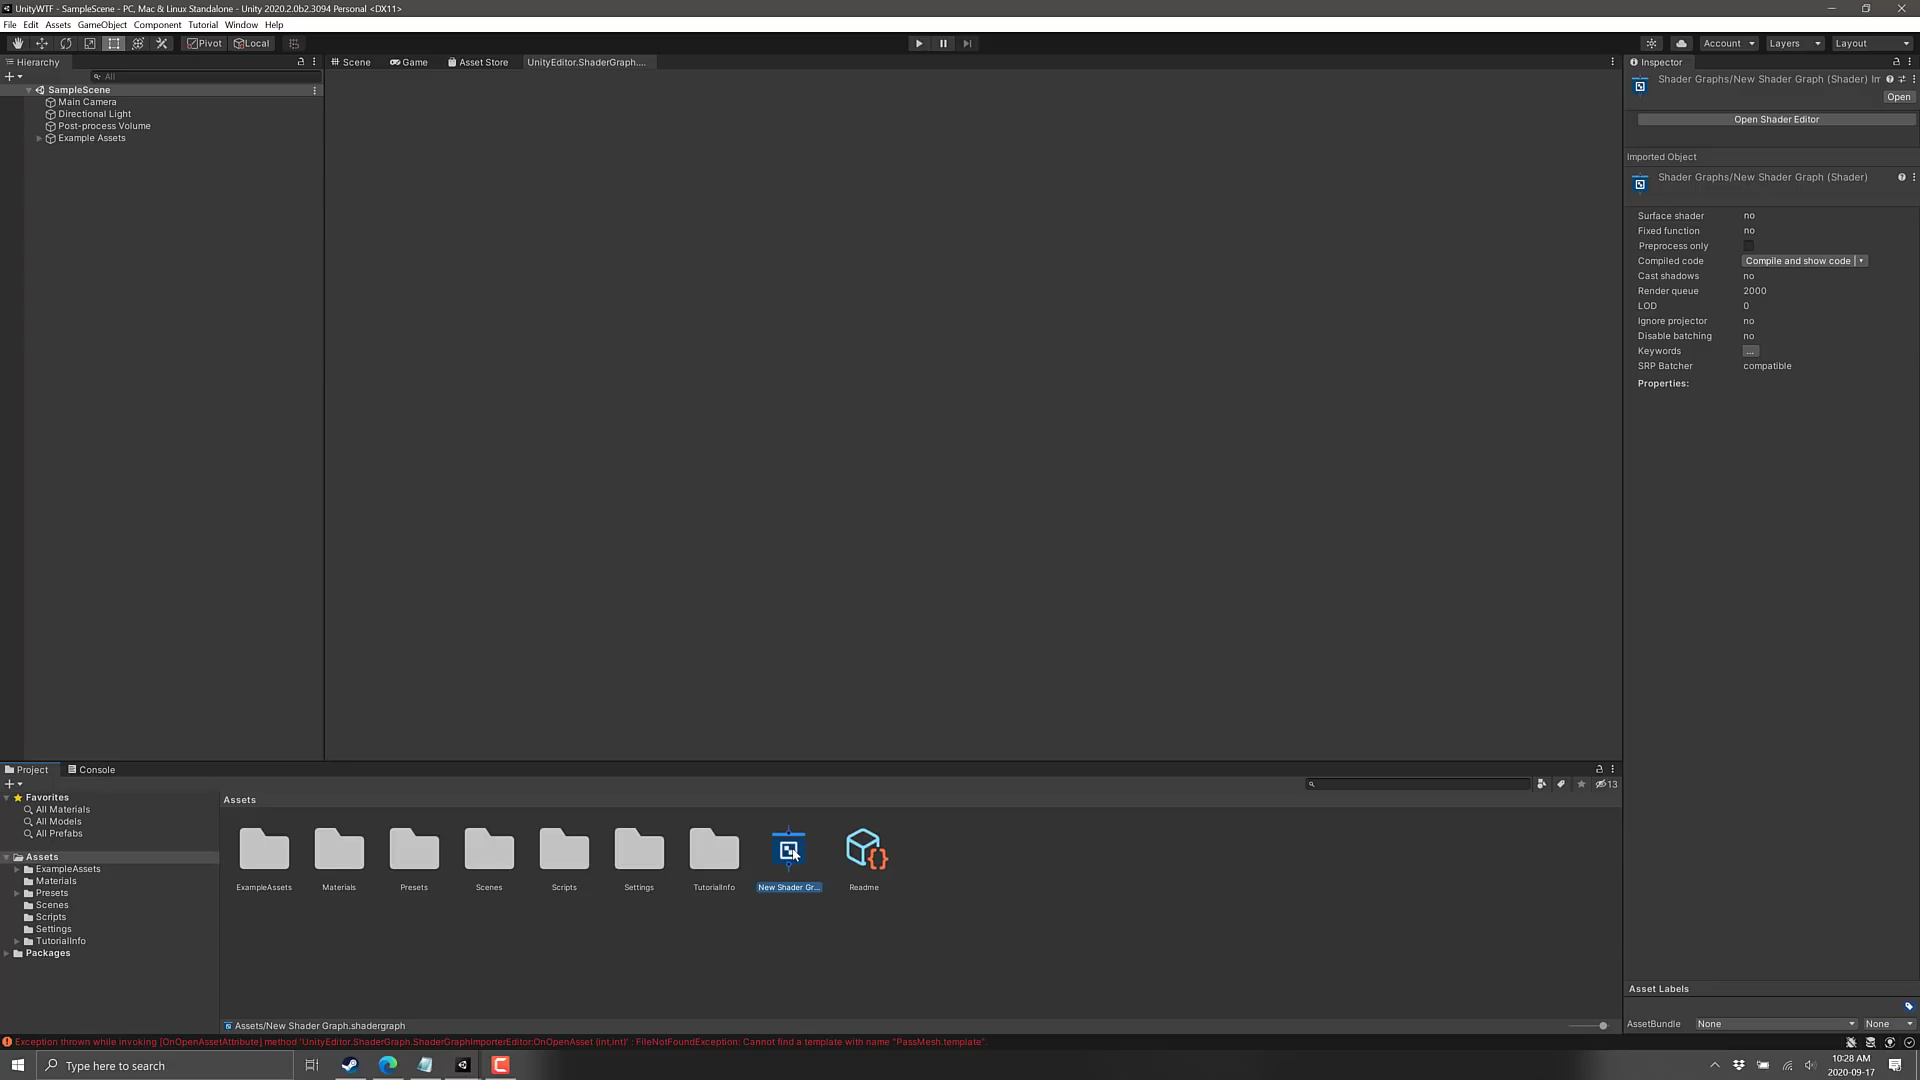 UnityWTF - SampleScene - PC, Mac & Linux Standalone - Unity 2020.2.0b2.3094 Personal <DX11>
File Edit Assets GameObject Component Tutorial Window Help
Pivot Local Account Layers Layout
Hierarchy
All
SampleScene
Main Camera
Directional Light
Post-process Volume
Example Assets
Scene Game Asset Store UnityEditor.ShaderGraph....
Inspector
Shader Graphs/New Shader Graph (Shader) Im
Open
Open Shader Editor
Imported Object
Shader Graphs/New Shader Graph (Shader)
Surface shader no
Fixed function no
Preprocess only
Compiled code Compile and show code
Cast shadows no
Render queue 2000
LOD 0
Ignore projector no
Disable batching no
Keywords ...
SRP Batcher compatible
Properties:
Project Console
13
Favorites
All Materials
All Models
All Prefabs
Assets
ExampleAssets
Materials
Presets
Scenes
Scripts
Settings
TutorialInfo
Packages
Assets
ExampleAssets Materials Presets Scenes Scripts Settings TutorialInfo New Shader Gr... Readme
Assets/New Shader Graph.shadergraph
Asset Labels
AssetBundle None None
Exception thrown while invoking [OnOpenAssetAttribute] method 'UnityEditor.ShaderGraph.ShaderGraphImporterEditor:OnOpenAsset (int,int)' : FileNotFoundException: Cannot find a template with name "PassMesh.template".
Type here to search
10:28 AM
2020-09-17